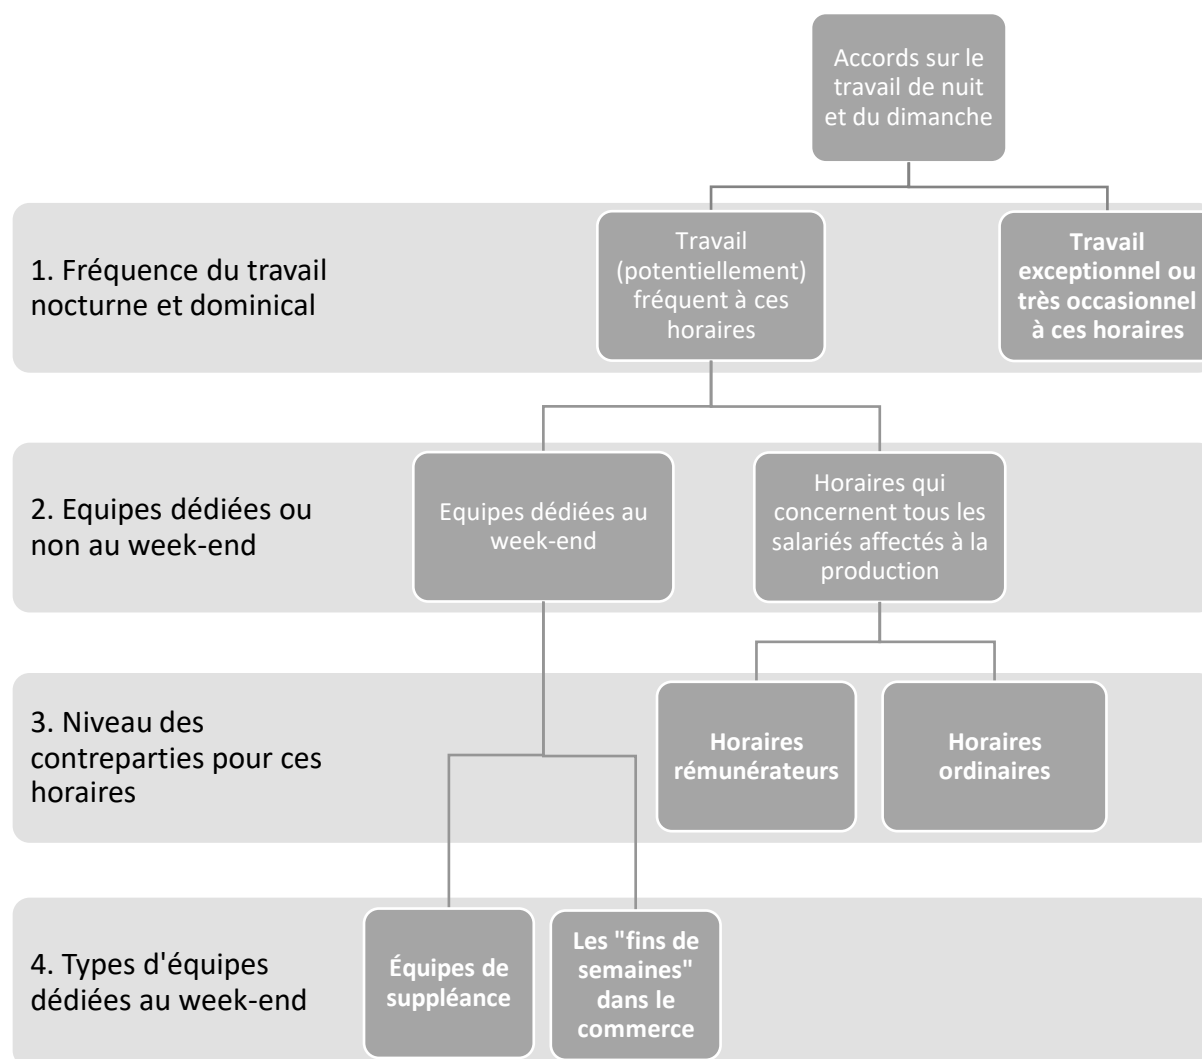 Accords sur le
travail de nuit
et du dimanche
1. Fréquence du travail
nocturne et dominical
Travail
(potentiellement)
fréquent à ces
horaires
Travail
exceptionnel ou
très occasionnel
à ces horaires
2. Equipes dédiées ou
non au week-end
Equipes dédiées au
week-end
Horaires qui
concernent tous les
salariés affectés à la
production
3. Niveau des
contreparties pour ces
horaires
Horaires
rémunérateurs
Horaires
ordinaires
4. Types d'équipes
dédiées au week-end
Équipes de
suppléance
Les "fins de
semaines"
dans le
commerce